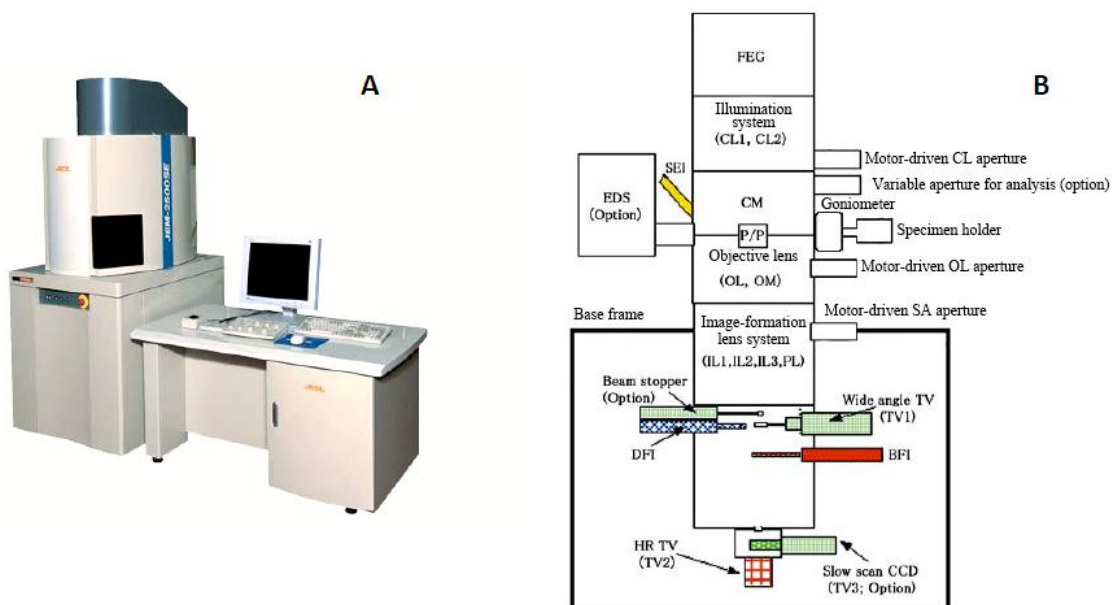 A
JEOL
JEM-2500SE
JEOL
B
FEG
Illumination
system
(CL1, CL2)
Motor-driven CL aperture
SEI
Variable aperture for analysis (option)
EDS
(Option)
CM
Goniometer
P/P
Specimen holder
Objective lens
(OL, OM)
Motor-driven OL aperture
Base frame
Motor-driven SA aperture
Image-formation
lens system
(IL1,IL2,IL3,PL)
Beam stopper
(Option)
Wide angle TV
(TV1)
DFI
BFI
HR TV
(TV2)
Slow scan CCD
(TV3; Option)